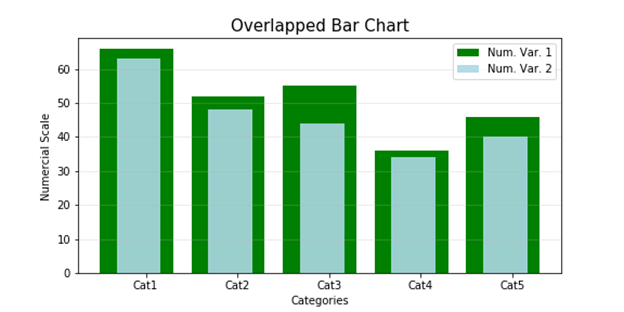 Overlapped Bar Chart
Num. Var. 1
Num. Var. 2
Numercial Scale
60
50
40
30
20
10
0
Cat1 Cat2 Cat3 Cat4 Cat5
Categories